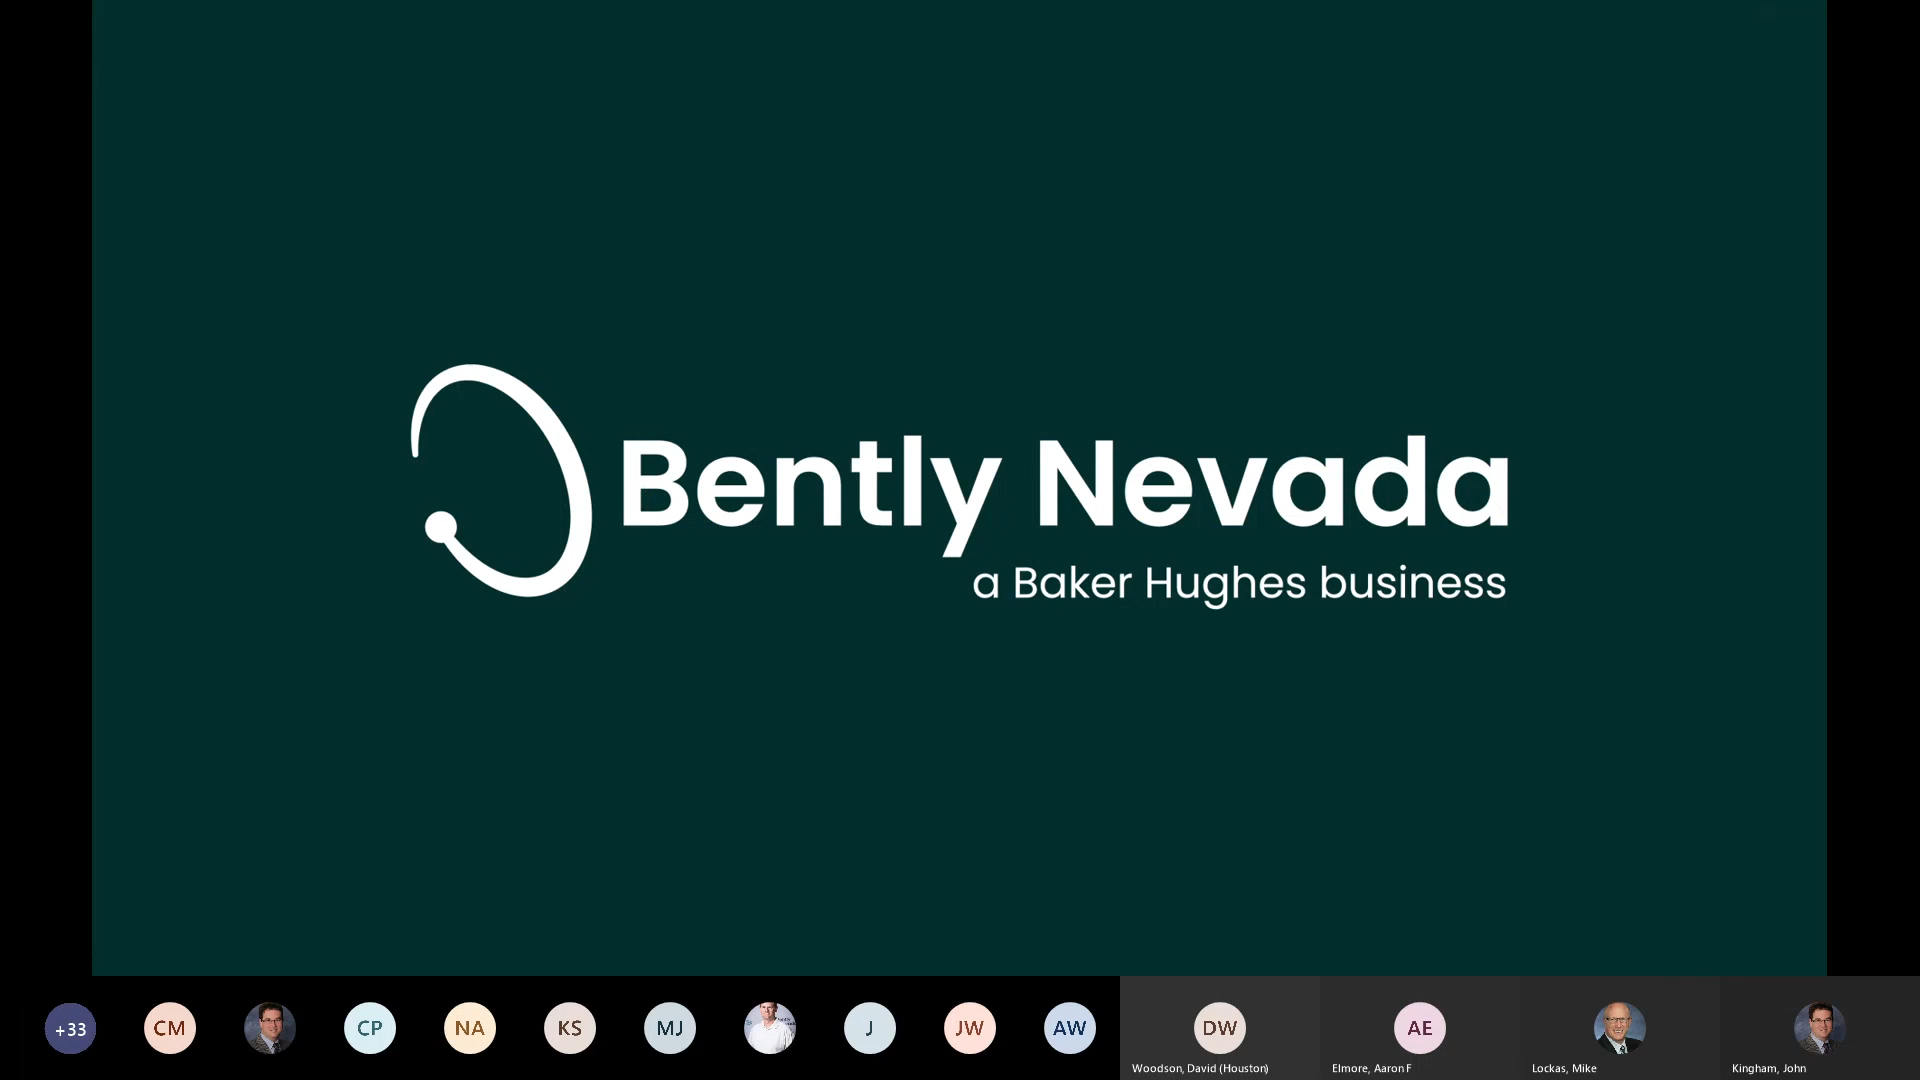 Bently Nevada
a Baker Hughes business
+33
CM
CP
NA
KS
MJ
J
JW
AW
DW
AE
Woodson, David (Houston)
Elmore, Aaron F
Lockas, Mike
Kingham, John